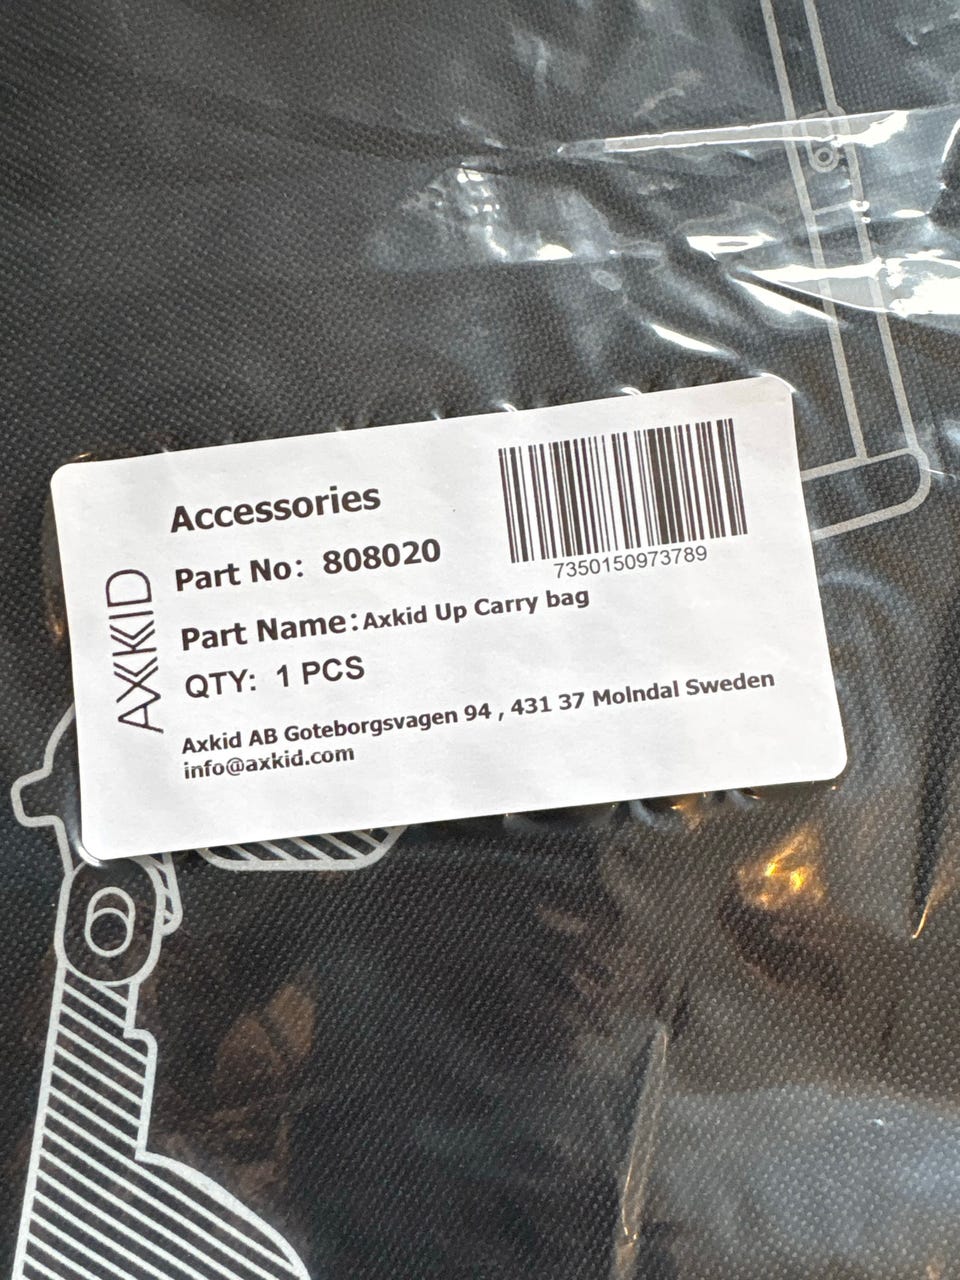 AXKID
Accessories
Part No: 808020
7350150973789
Part Name:Axkid Up Carry bag
QTY: 1 PCS
Axkid AB Goteborgsvagen 94 , 431 37 Molndal Sweden
info@axkid.com